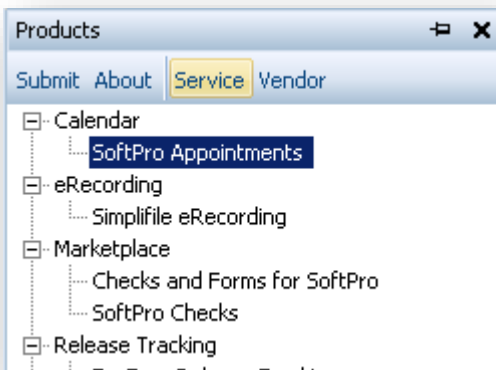 Products
Submit About Service Vendor
Calendar
SoftPro Appointments
eRecording
Simplifile eRecording
Marketplace
Checks and Forms for SoftPro
SoftPro Checks
Release Tracking